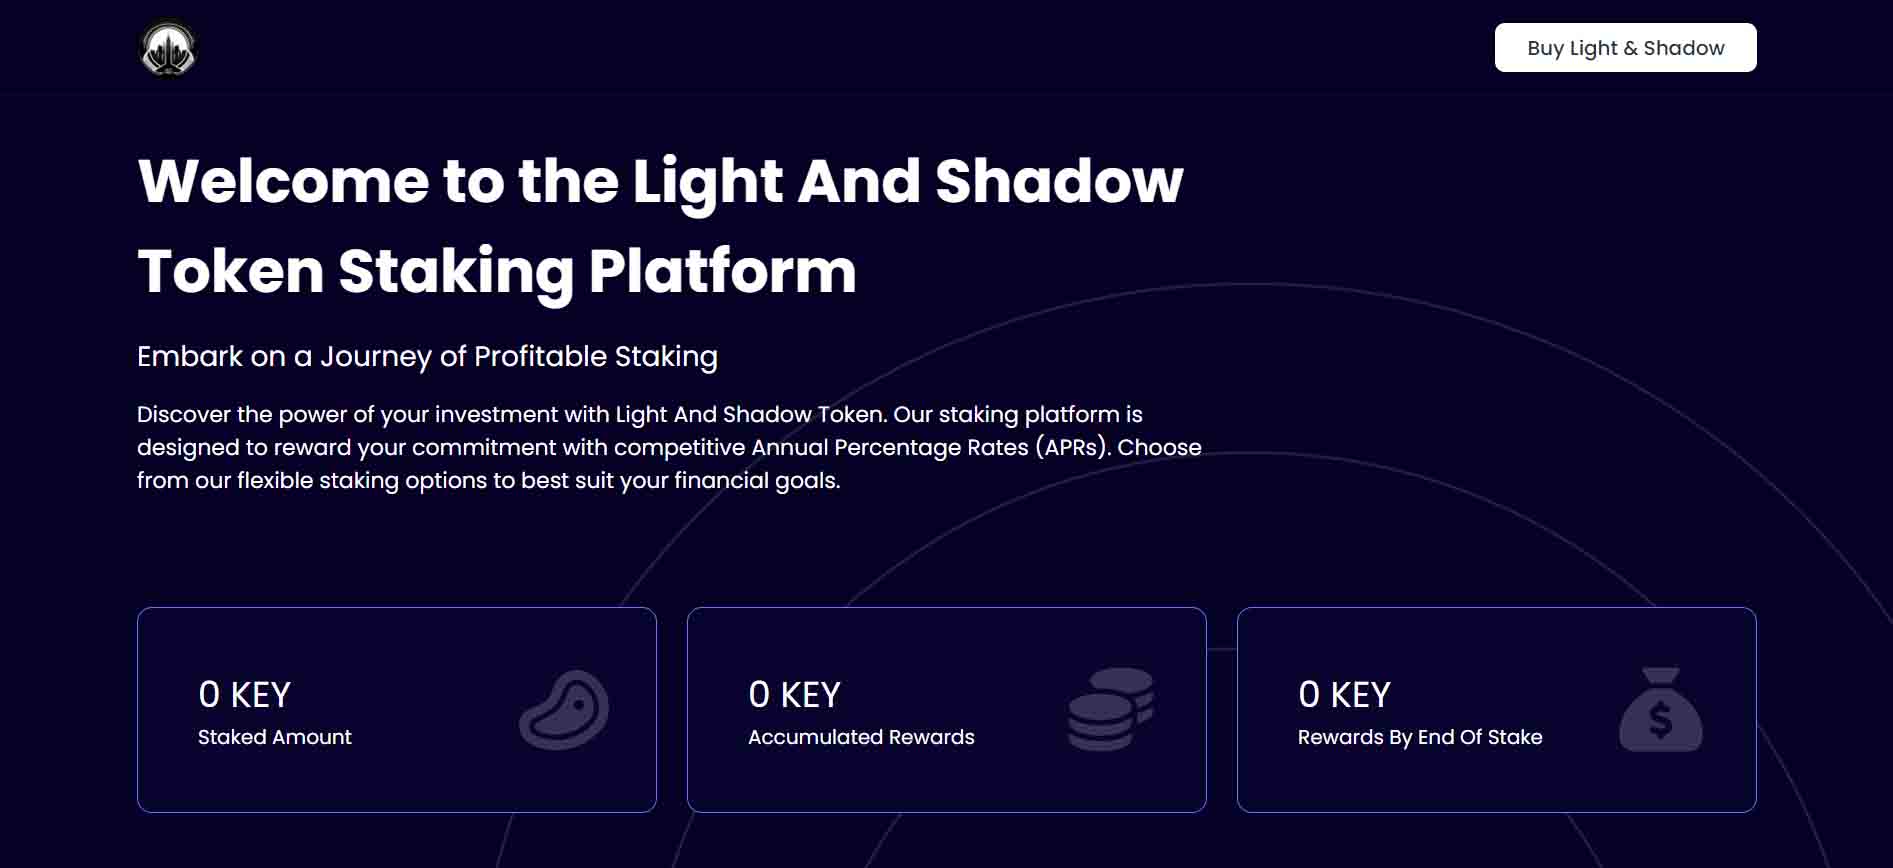 Buy Light & Shadow
Welcome to the Light And Shadow
Token Staking Platform
Embark on a Journey of Profitable Staking
Discover the power of your investment with Light And Shadow Token. Our staking platform is
designed to reward your commitment with competitive Annual Percentage Rates (APRs). Choose
from our flexible staking options to best suit your financial goals.
0 KEY
Staked Amount
0 KEY
Accumulated Rewards
$
0 KEY
Rewards By End Of Stake